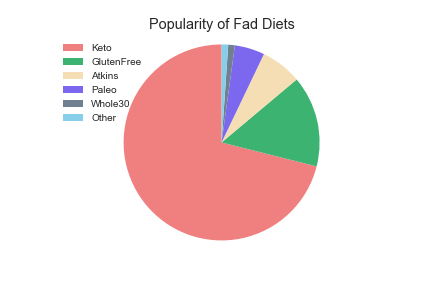 Popularity of Fad Diets
Keto
GlutenFree
Atkins
Paleo
Whole30
Other